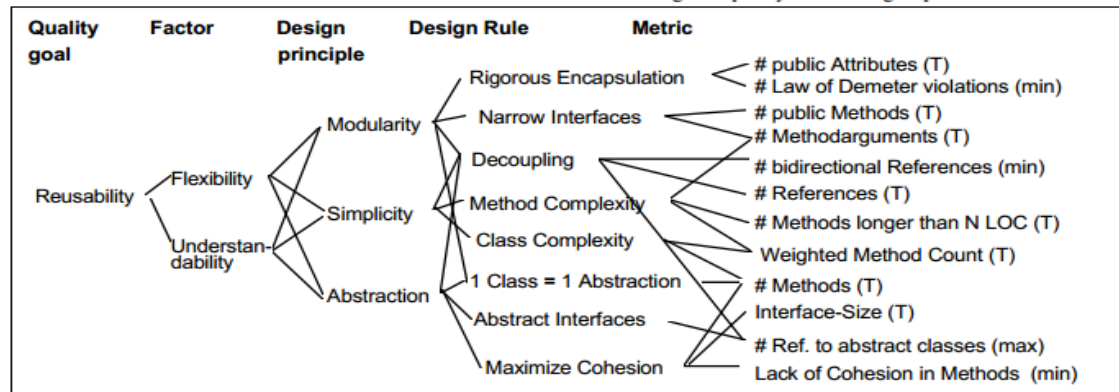 Quality goal
Factor
Design principle
Design Rule
Metric
Reusability
Flexibility
Understan-
dability
Modularity
Simplicity
Abstraction
Rigorous Encapsulation
Narrow Interfaces
Decoupling
Method Complexity
Class Complexity
1 Class = 1 Abstraction
Abstract Interfaces
Maximize Cohesion
# public Attributes (T)
# Law of Demeter violations (min)
# public Methods (T)
# Methodarguments (T)
# bidirectional References (min)
# References (T)
# Methods longer than N LOC (T)
Weighted Method Count (T)
# Methods (T)
Interface-Size (T)
# Ref. to abstract classes (max)
Lack of Cohesion in Methods (min)